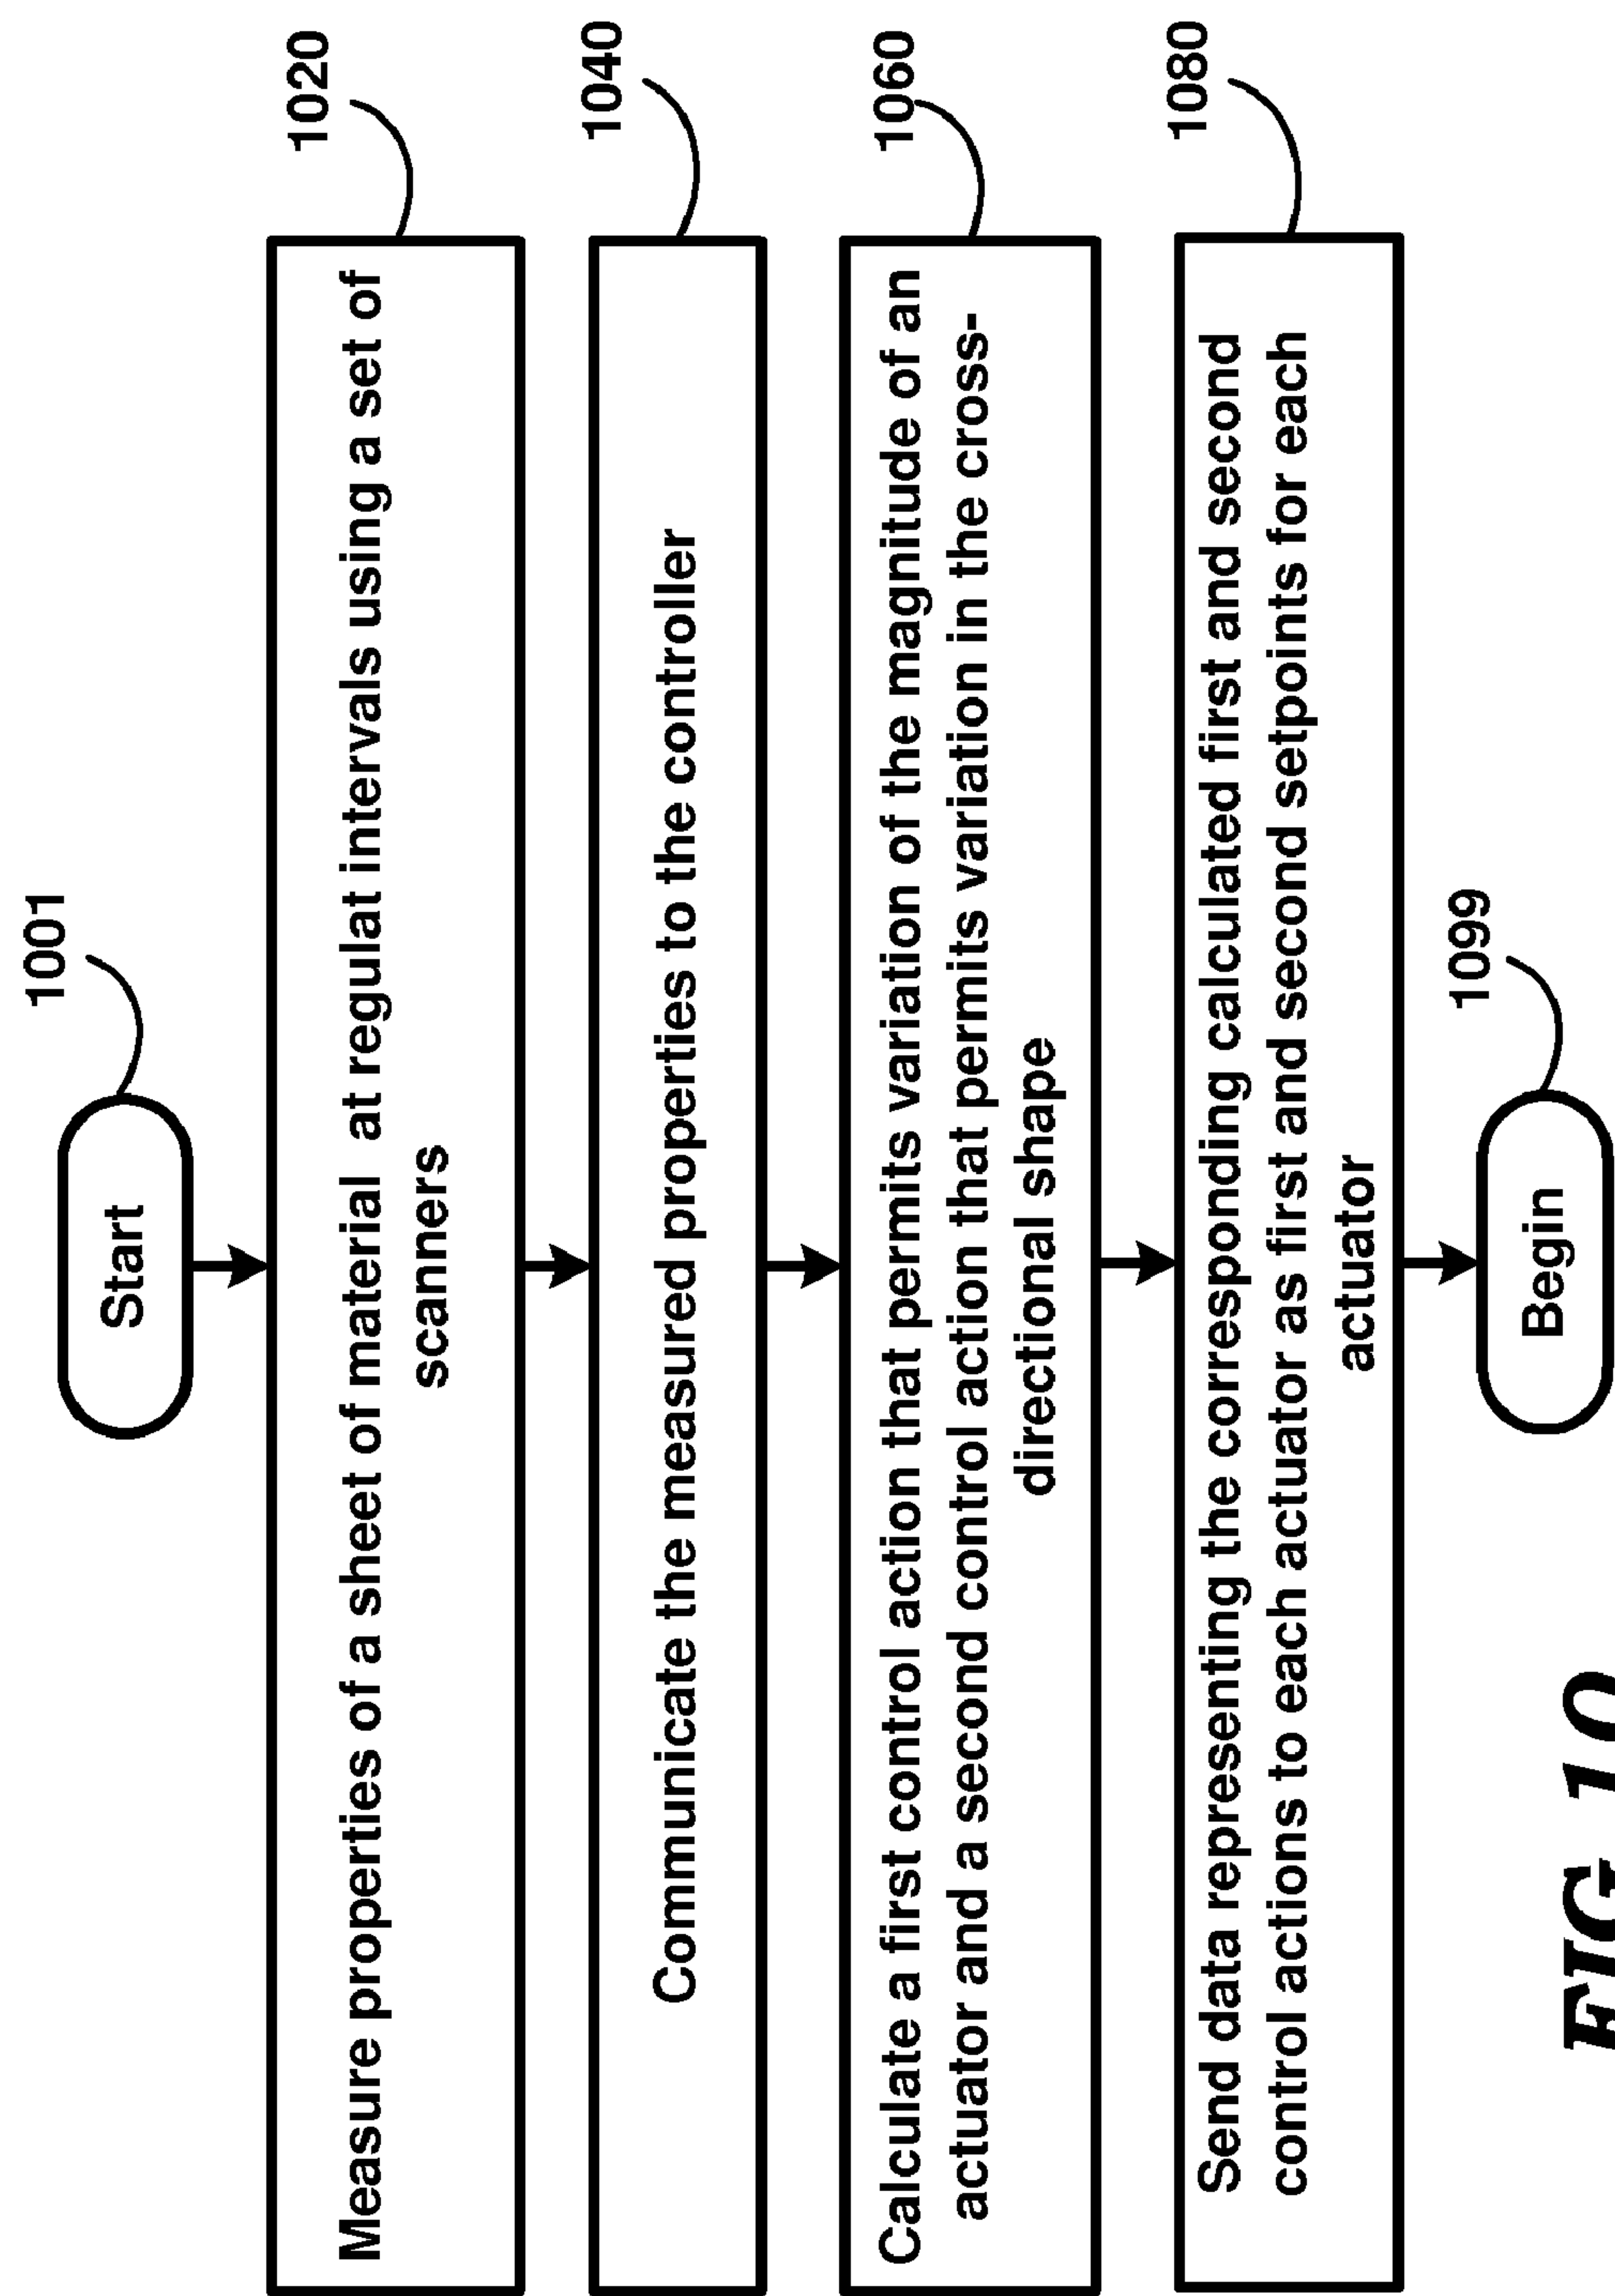 1001
Start
1020
Measure properties of a sheet of material at regulat intervals using a set of
scanners
1040
Communicate the measured properties to the controller
1060
Calculate a first control action that permits variation of the magnitude of an
actuator and a second control action that permits variation in the cross-
directional shape
1080
Send data representing the corresponding calculated first and second
control actions to each actuator as first and second setpoints for each
actuator
1099
Begin
FIG 10